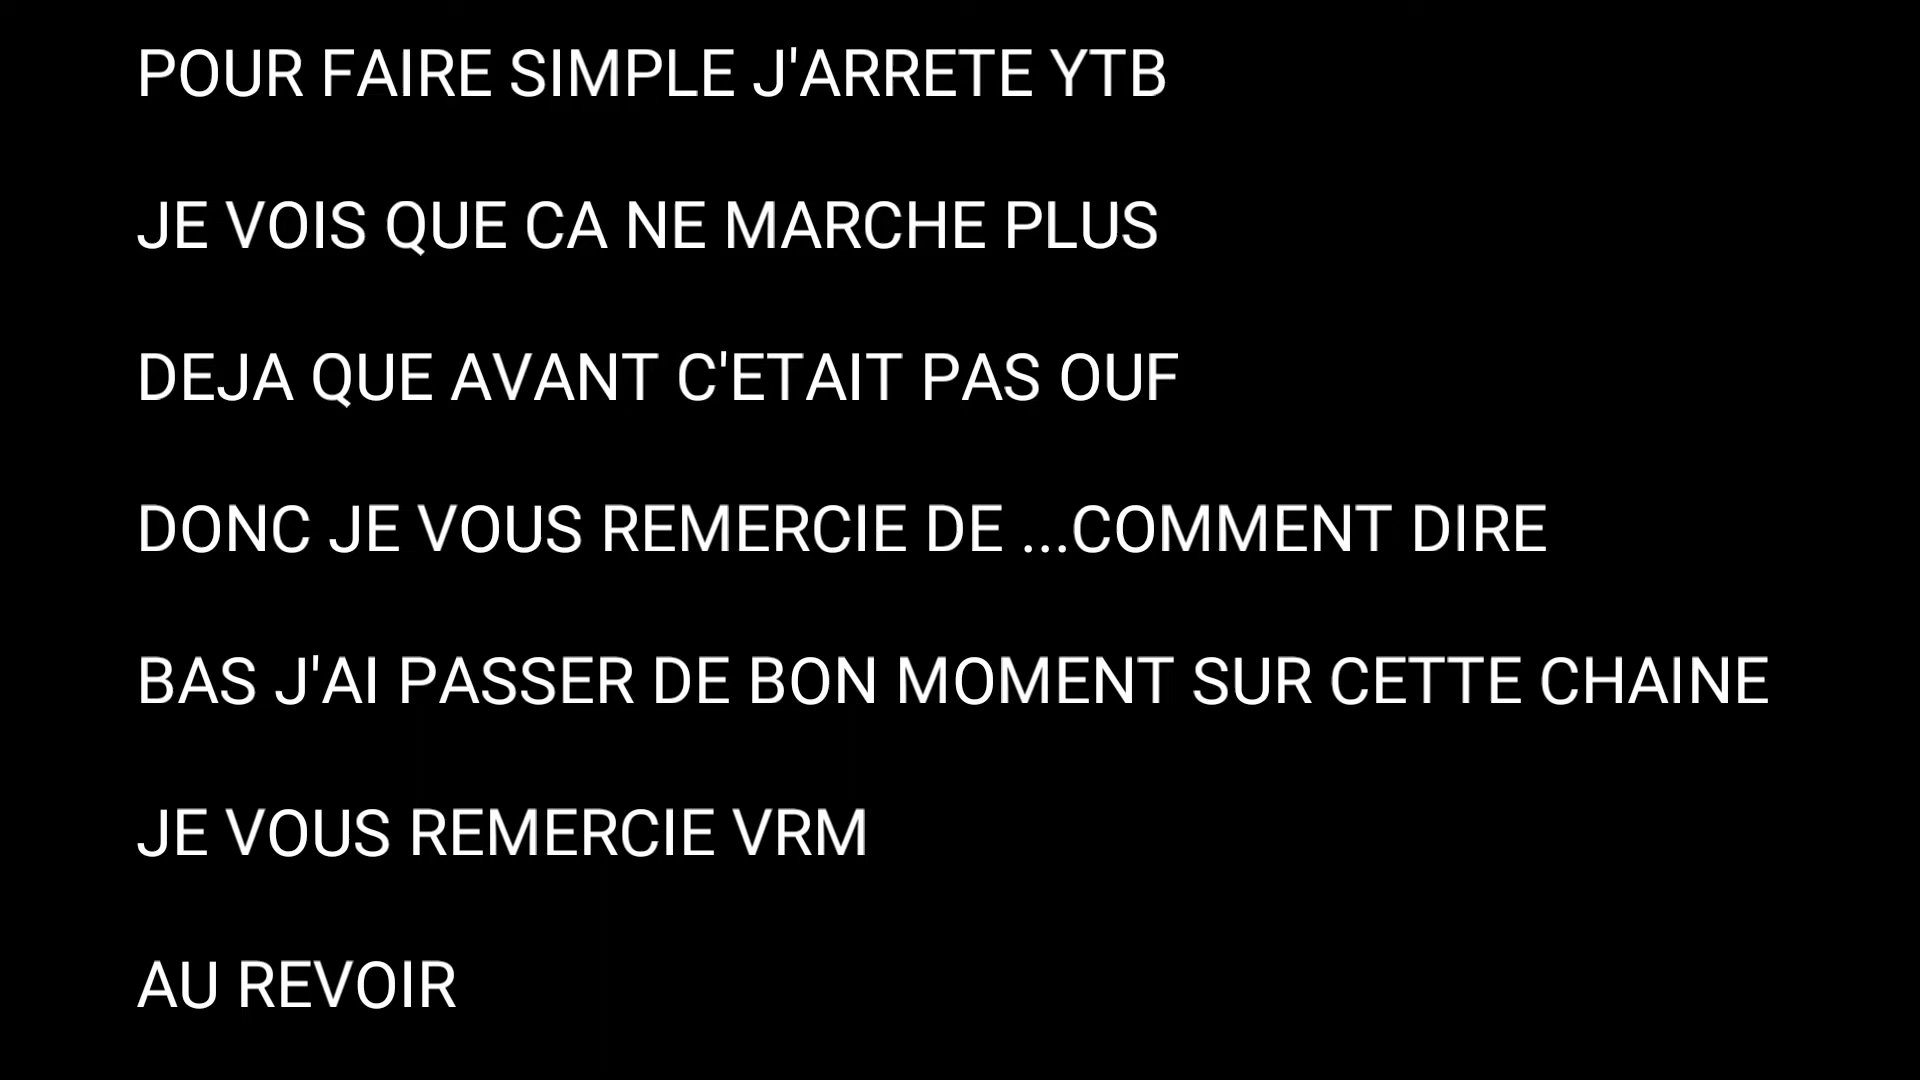 POUR FAIRE SIMPLE J'ARRETE YTB
JE VOIS QUE CA NE MARCHE PLUS
DEJA QUE AVANT C'ETAIT PAS OUF
DONC JE VOUS REMERCIE DE ...COMMENT DIRE
BAS J'AI PASSER DE BON MOMENT SUR CETTE CHAINE
JE VOUS REMERCIE VRM
AU REVOIR